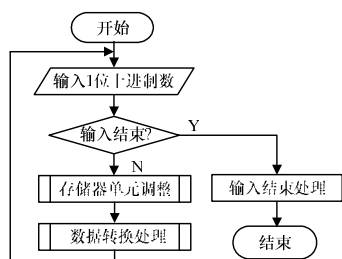 开始
输入1位十进制数
输入结束?
Y
N
存储器单元调整
输入结束处理
数据转换处理
结束